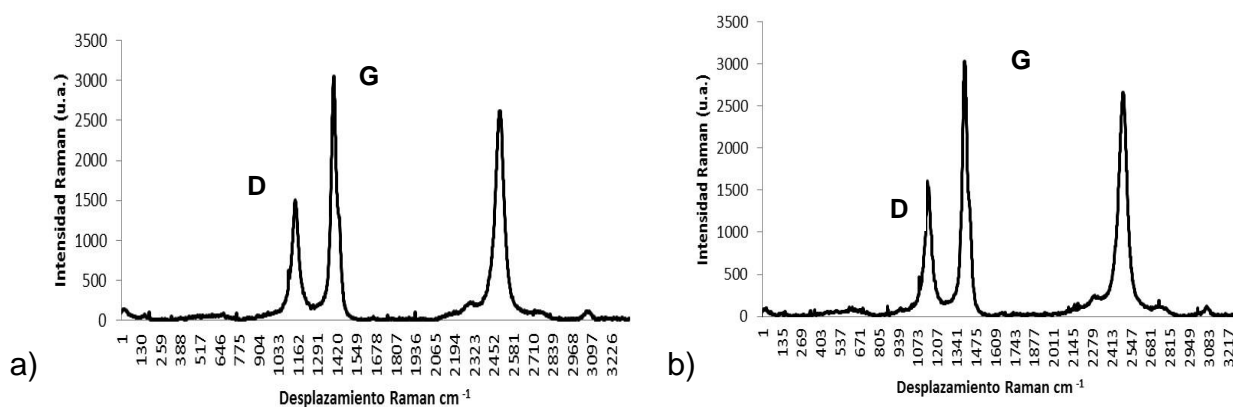 a)
Intensidad Raman (u.a.)
3500
3000
2500
2000
1500
1000
500
0
D
G
1 130 259 388 517 646 775 904 1033 1162 1291 1420 1549 1678 1807 1936 2065 2194 2323 2452 2581 2710 2839 2968 3097 3226
Desplazamiento Raman cm -1
b)
Intensidad Raman (u.a.)
3500
3000
2500
2000
1500
1000
500
0
D
G
1 135 269 403 537 671 805 939 1073 1207 1341 1475 1609 1743 1877 2011 2145 2279 2413 2547 2681 2815 2949 3083 3217
Desplazamiento Raman cm -1